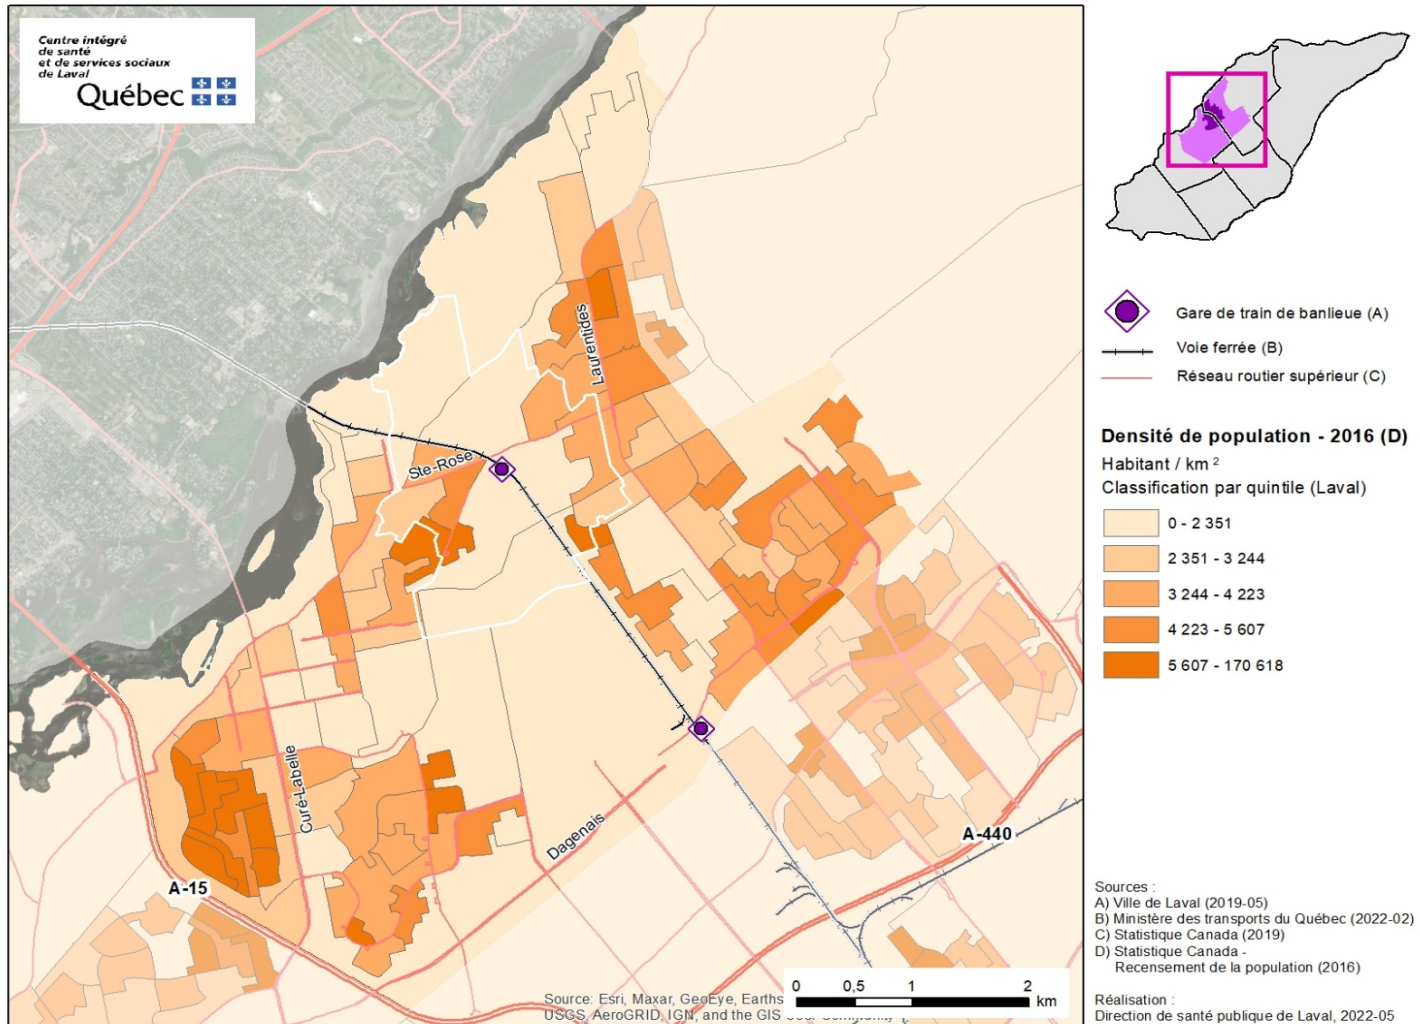 Centre intégré
de santé
et de services sociaux
de Laval
Québec
Laurentides
Ste-Rose
Curé-Labelle
Dagenais
A-15
A-440
Source: Esri, Maxar, GeoEye, Earths
USGS, AeroGRID, IGN, and the GIS
0 0,5 1 2
km
Gare de train de banlieue (A)
Voie ferrée (B)
Réseau routier supérieur (C)
Densité de population - 2016 (D)
Habitant / km ²
Classification par quintile (Laval)
0 - 2 351
2 351 - 3 244
3 244 - 4 223
4 223 - 5 607
5 607 - 170 618
Sources :
A) Ville de Laval (2019-05)
B) Ministère des transports du Québec (2022-02)
C) Statistique Canada (2019)
D) Statistique Canada -
Recensement de la population (2016)
Réalisation :
Direction de santé publique de Laval, 2022-05